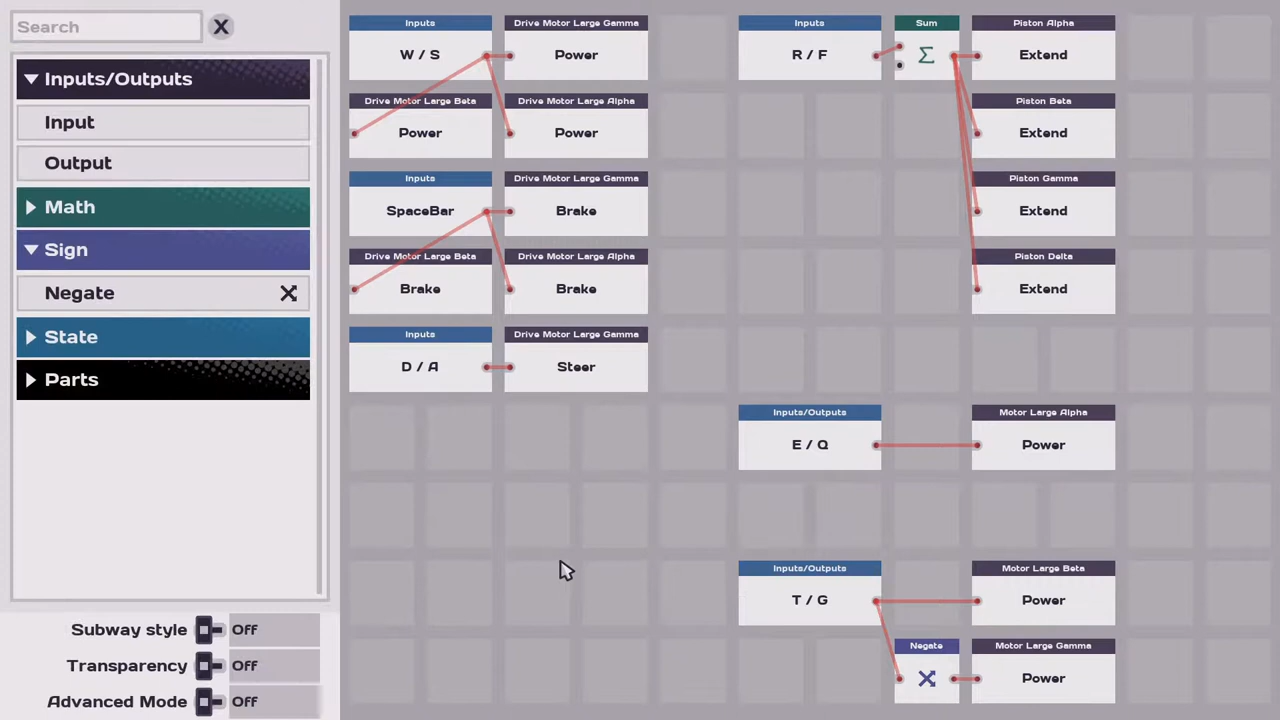 Search
X
Inputs/Outputs
Input
Output
Math
Sign
Negate
State
Parts
Subway style Off
Transparency Off
Advanced Mode Off
Inputs
W / S
Drive Motor Large Gamma
Power
Drive Motor Large Beta
Power
Drive Motor Large Alpha
Power
Inputs
SpaceBar
Drive Motor Large Gamma
Brake
Drive Motor Large Beta
Brake
Drive Motor Large Alpha
Brake
Inputs
D / A
Drive Motor Large Gamma
Steer
Inputs
R / F
Sum
Σ
Piston Alpha
Extend
Piston Beta
Extend
Piston Gamma
Extend
Piston Delta
Extend
Inputs/Outputs
E / Q
Motor Large Alpha
Power
Inputs/Outputs
T / G
Motor Large Beta
Power
Negate
Motor Large Gamma
Power